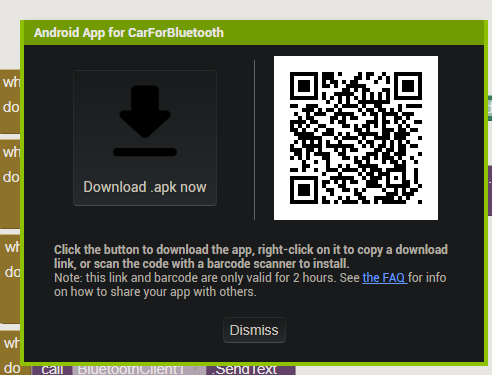 Android App for CarForBluetooth
wh
do
Download .apk now
wh
do
Click the button to download the app, right-click on it to copy a download
link, or scan the code with a barcode scanner to install.
wh
Note: this link and barcode are only valid for 2 hours. See the FAQ for info
do
on how to share your app with others.
Dismiss
wh
do call BluetoothClient1 .SendText